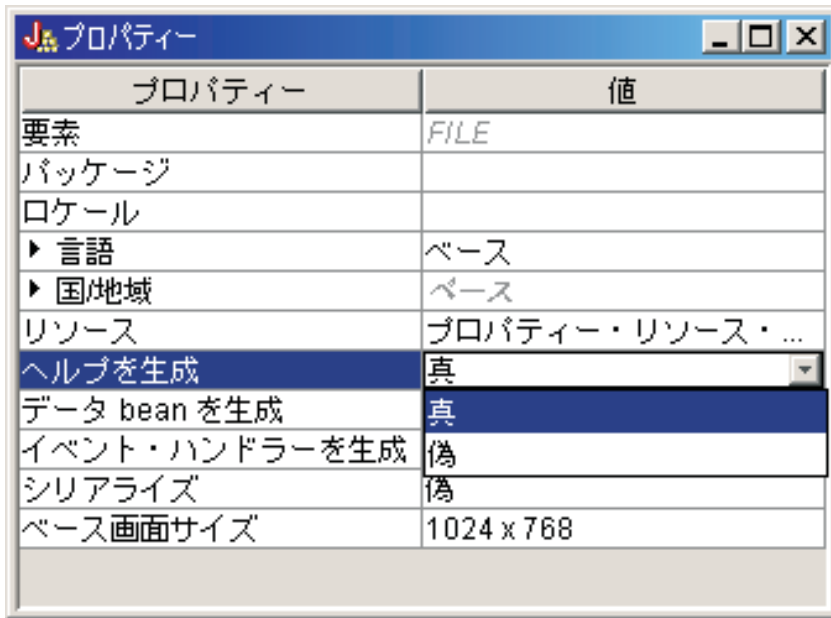 プロパティー
プロパティー 値
要素 FILE
パッケージ
ロケール
言語 ベース
国/地域 ベース
リソース プロパティー・リソース・...
ヘルプを生成 真
データ bean を生成 真
イベント・ハンドラーを生成 偽
シリアライズ 偽
ベース画面サイズ 1024 x 768